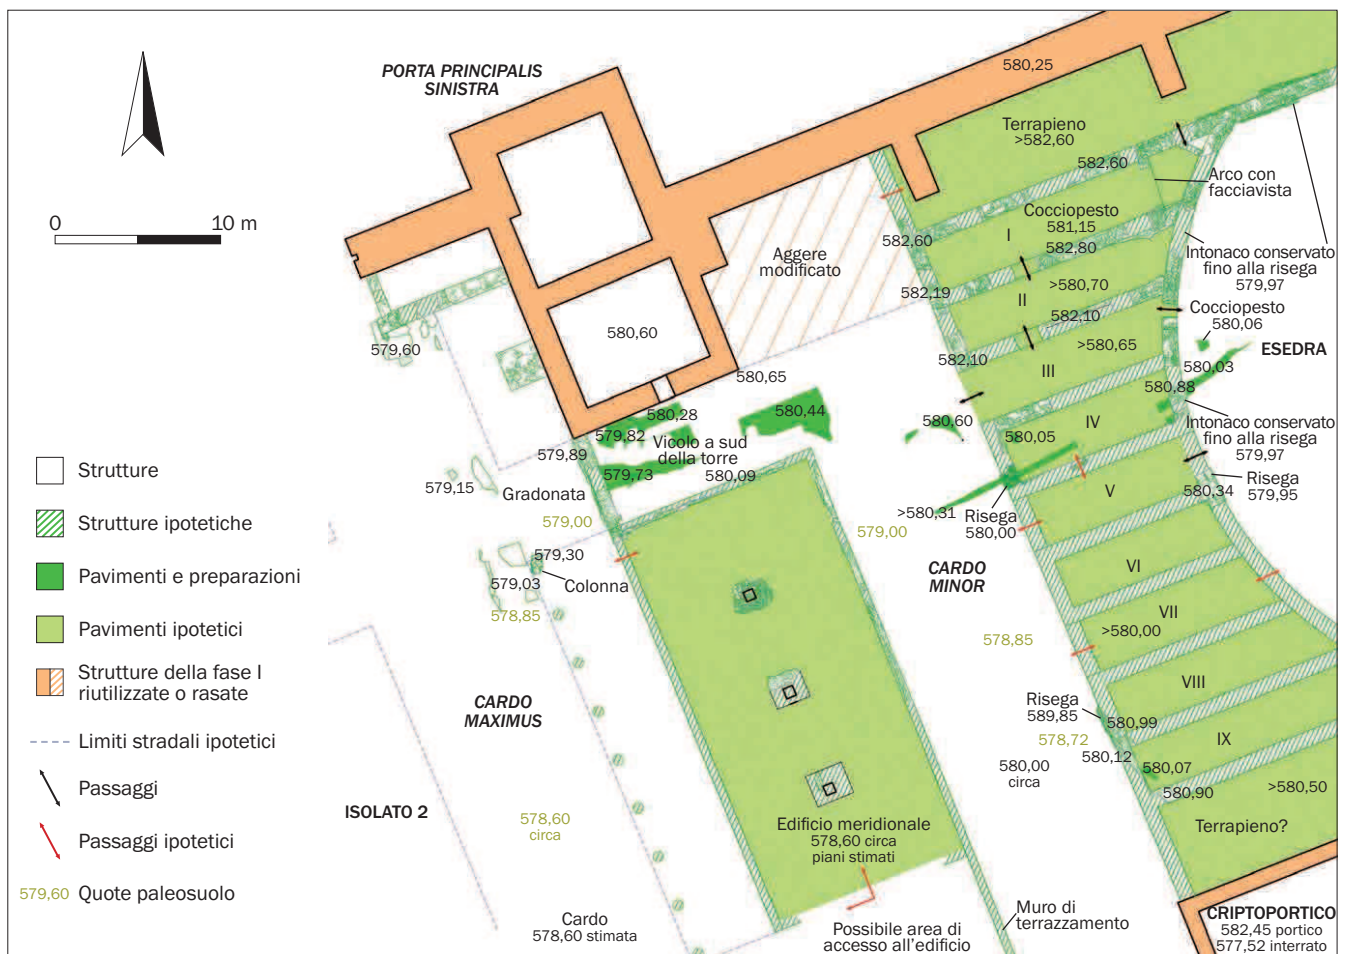 PORTA PRINCIPALIS
SINISTRA
580,25
Terrapieno
>582,60
582,60
Arco con
facciavista
0 10 m
Cocciopesto
581,15
I
582,80
582,60
Aggere
modificato
Intonaco conservato
fino alla risega
579,97
582,19
II
>580,70
582,10
Cocciopesto
580,06
580,60
579,60
>580,65
ESEDRA
582,10
III
580,03
580,65
580,88
580,28
580,44
580,60
IV
580,05
Intonaco conservato
fino alla risega
579,97
579,82
Vicolo a sud
della torre
579,89
579,73
580,09
579,15
Gradonata
579,00
Risega
579,95
V
580,34
>580,31
Risega
580,00
579,00
579,30
579,03
Colonna
578,85
CARDO
MINOR
VI
VII
>580,00
578,85
VIII
CARDO
MAXIMUS
Risega
589,85
580,99
578,72
580,12
IX
580,00
circa
580,07
580,90
>580,50
ISOLATO 2
578,60
circa
Edificio meridionale
578,60 circa
piani stimati
Terrapieno?
Cardo
578,60 stimata
Possibile area di
accesso all'edificio
Muro di
terrazzamento
CRIPTOPORTICO
582,45 portico
577,52 interrato
Strutture
Strutture ipotetiche
Pavimenti e preparazioni
Pavimenti ipotetici
Strutture della fase I
riutilizzate o rasate
Limiti stradali ipotetici
Passaggi
Passaggi ipotetici
579,60 Quote paleosuolo